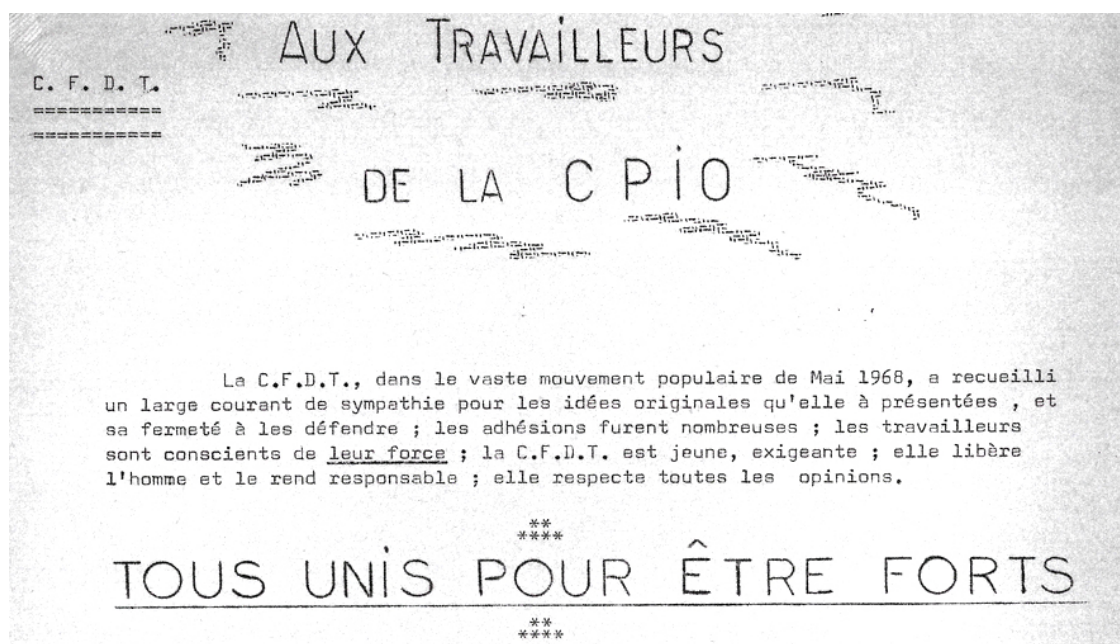 AUX TRAVAiLLEURS
C. F. D. T.
===========
===========
DE LA C PiO
La C.F.D.T., dans le vaste mouvement populaire de Mai 1968, a recueilli
un large courant de sympathie pour les idées originales qu'elle à présentées , et
sa fermeté à les défendre ; les adhésions furent nombreuses ; les travailleurs
sont conscients de leur force ; la C.F.D.T. est jeune, exigeante ; elle libère
l'homme et le rend responsable ; elle respecte toutes les opinions.
**
****
TOUS UNiS POUR ÊTRE FORTS
**
****